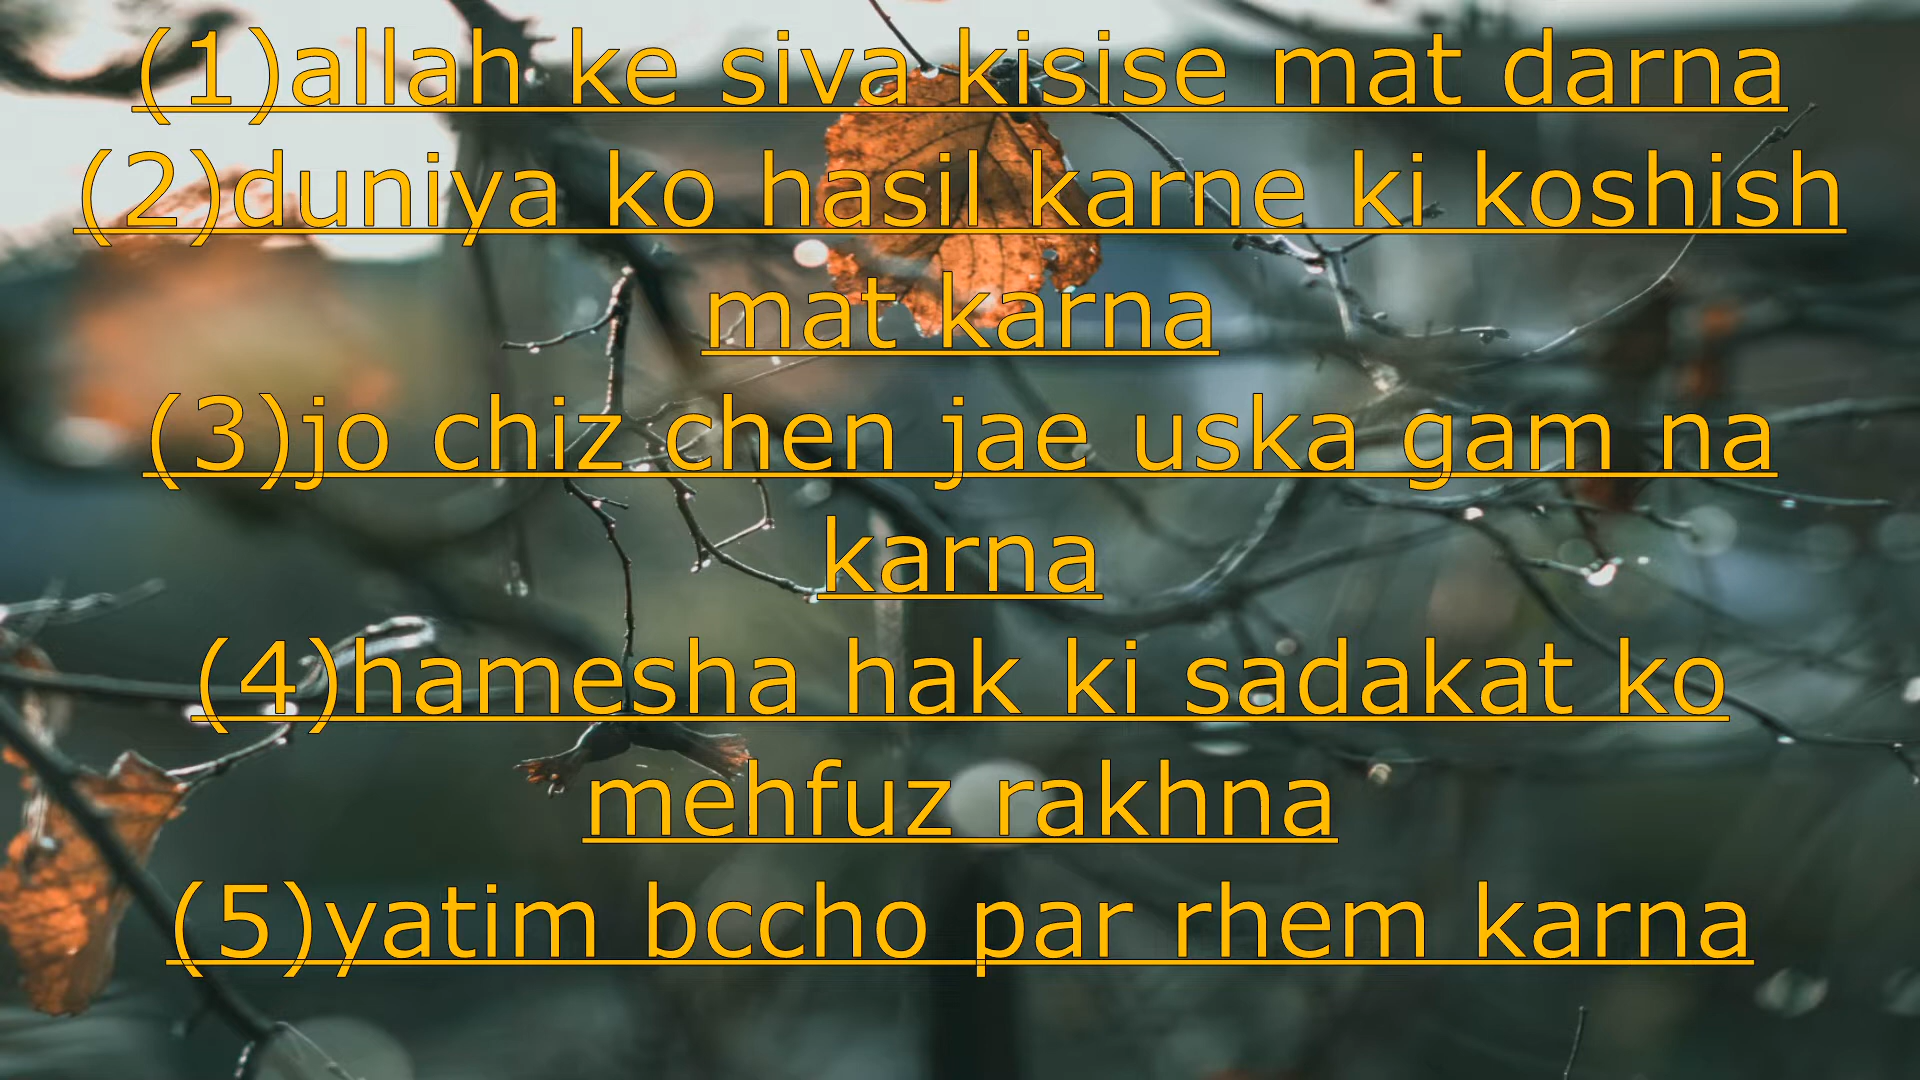 (1)allah ke siva kisise mat darna
(2)duniya ko hasil karne ki koshish
mat karna
(3)jo chiz chen jae uska gam na
karna
(4)hamesha hak ki sadakat ko
mehfuz rakhna
(5)yatim bccho par rhem karna